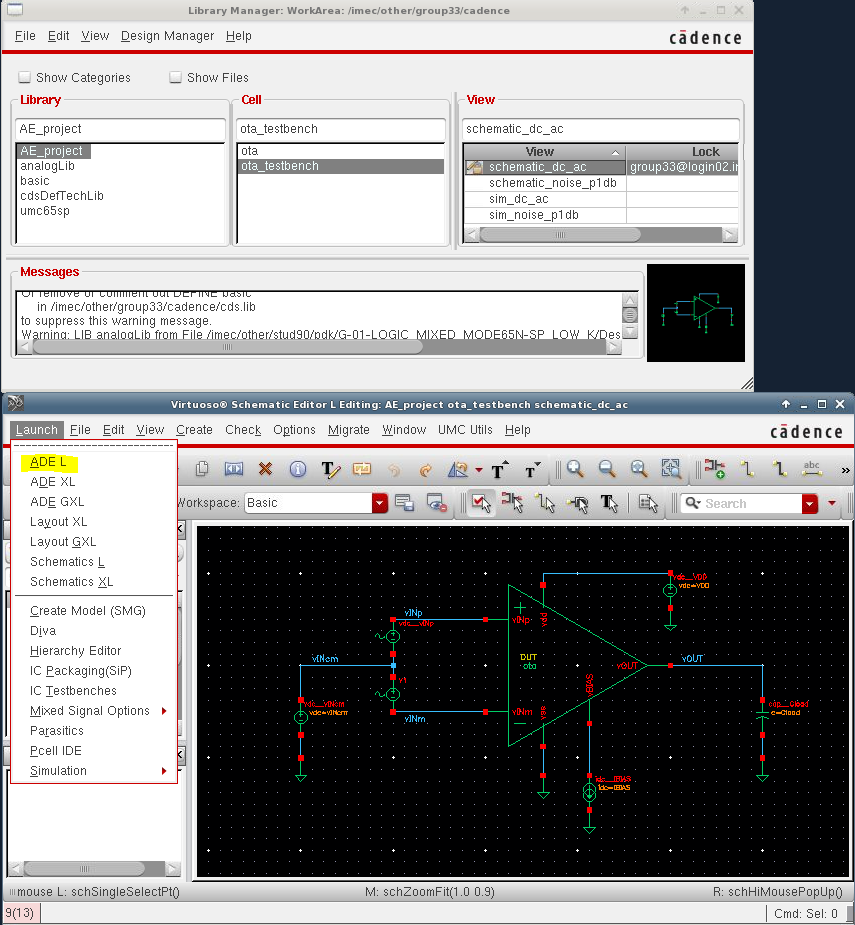 Library Manager: WorkArea: /imec/other/group33/cadence
File Edit View Design Manager Help
cādence
Show Categories Show Files
Library Cell View
AE_project ota_testbench schematic_dc_ac
AE_project
analogLib
basic
cdsDefTechLib
umc65sp
ota
ota_testbench
View Lock
schematic_dc_ac group33@login02.i
schematic_noise_p1db
sim_dc_ac
sim_noise_p1db
Messages
Or remove or comment out DEFINE basic
in /imec/other/group33/cadence/cds.lib
to suppress this warning message.
Warning: LIB analogLib from File /imec/other/stud90/pdk/G-01-LOGIC_MIXED_MODE65N-SP_LOW_K/Des
Virtuoso® Schematic Editor L Editing: AE_project ota_testbench schematic_dc_ac
Launch File Edit View Create Check Options Migrate Window UMC Utils Help
cādence
ADE L
ADE XL
ADE GXL
Layout XL
Layout GXL
Schematics L
Schematics XL
Create Model (SMG)
Diva
Hierarchy Editor
IC Packaging(SiP)
IC Testbenches
Mixed Signal Options
Parasitics
Pcell IDE
Simulation
abc
»
Workspace: Basic
Search
vINp
vdc__vINp
vINcm
vdc__vINcm
vdc=vINcm
vINm
vINp
vdd
DUT
ota
vOUT
vINm
vss
IBIAS
vdc__VDD
vdc=VDD
vOUT
cap__Cload
c=Cload
idc__IBIAS
idc=IBIAS
mouse L: schSingleSelectPt() M: schZoomFit(1.0 0.9) R: schHiMousePopUp()
9(13) Cmd: Sel: 0